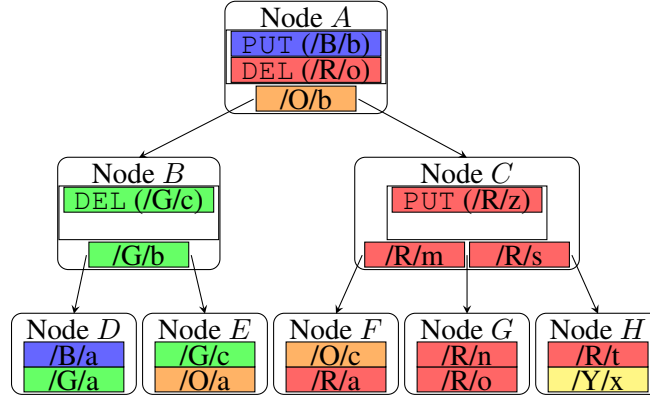 Node A
PUT (/B/b)
DEL (/R/o)
/O/b
Node B
DEL (/G/c)
/G/b
Node C
PUT (/R/z)
/R/m /R/s
Node D
/B/a
/G/a
Node E
/G/c
/O/a
Node F
/O/c
/R/a
Node G
/R/n
/R/o
Node H
/R/t
/Y/x